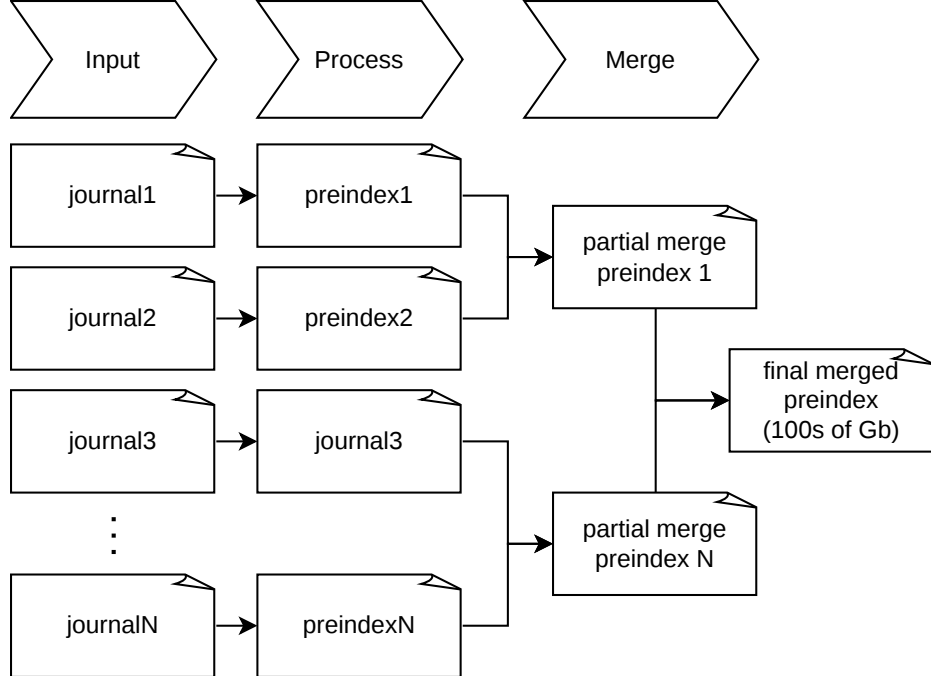 Input
Process
Merge
journal1
preindex1
journal2
preindex2
partial merge
preindex 1
journal3
journal3
final merged
preindex
(100s of Gb)
partial merge
preindex N
journalN
preindexN